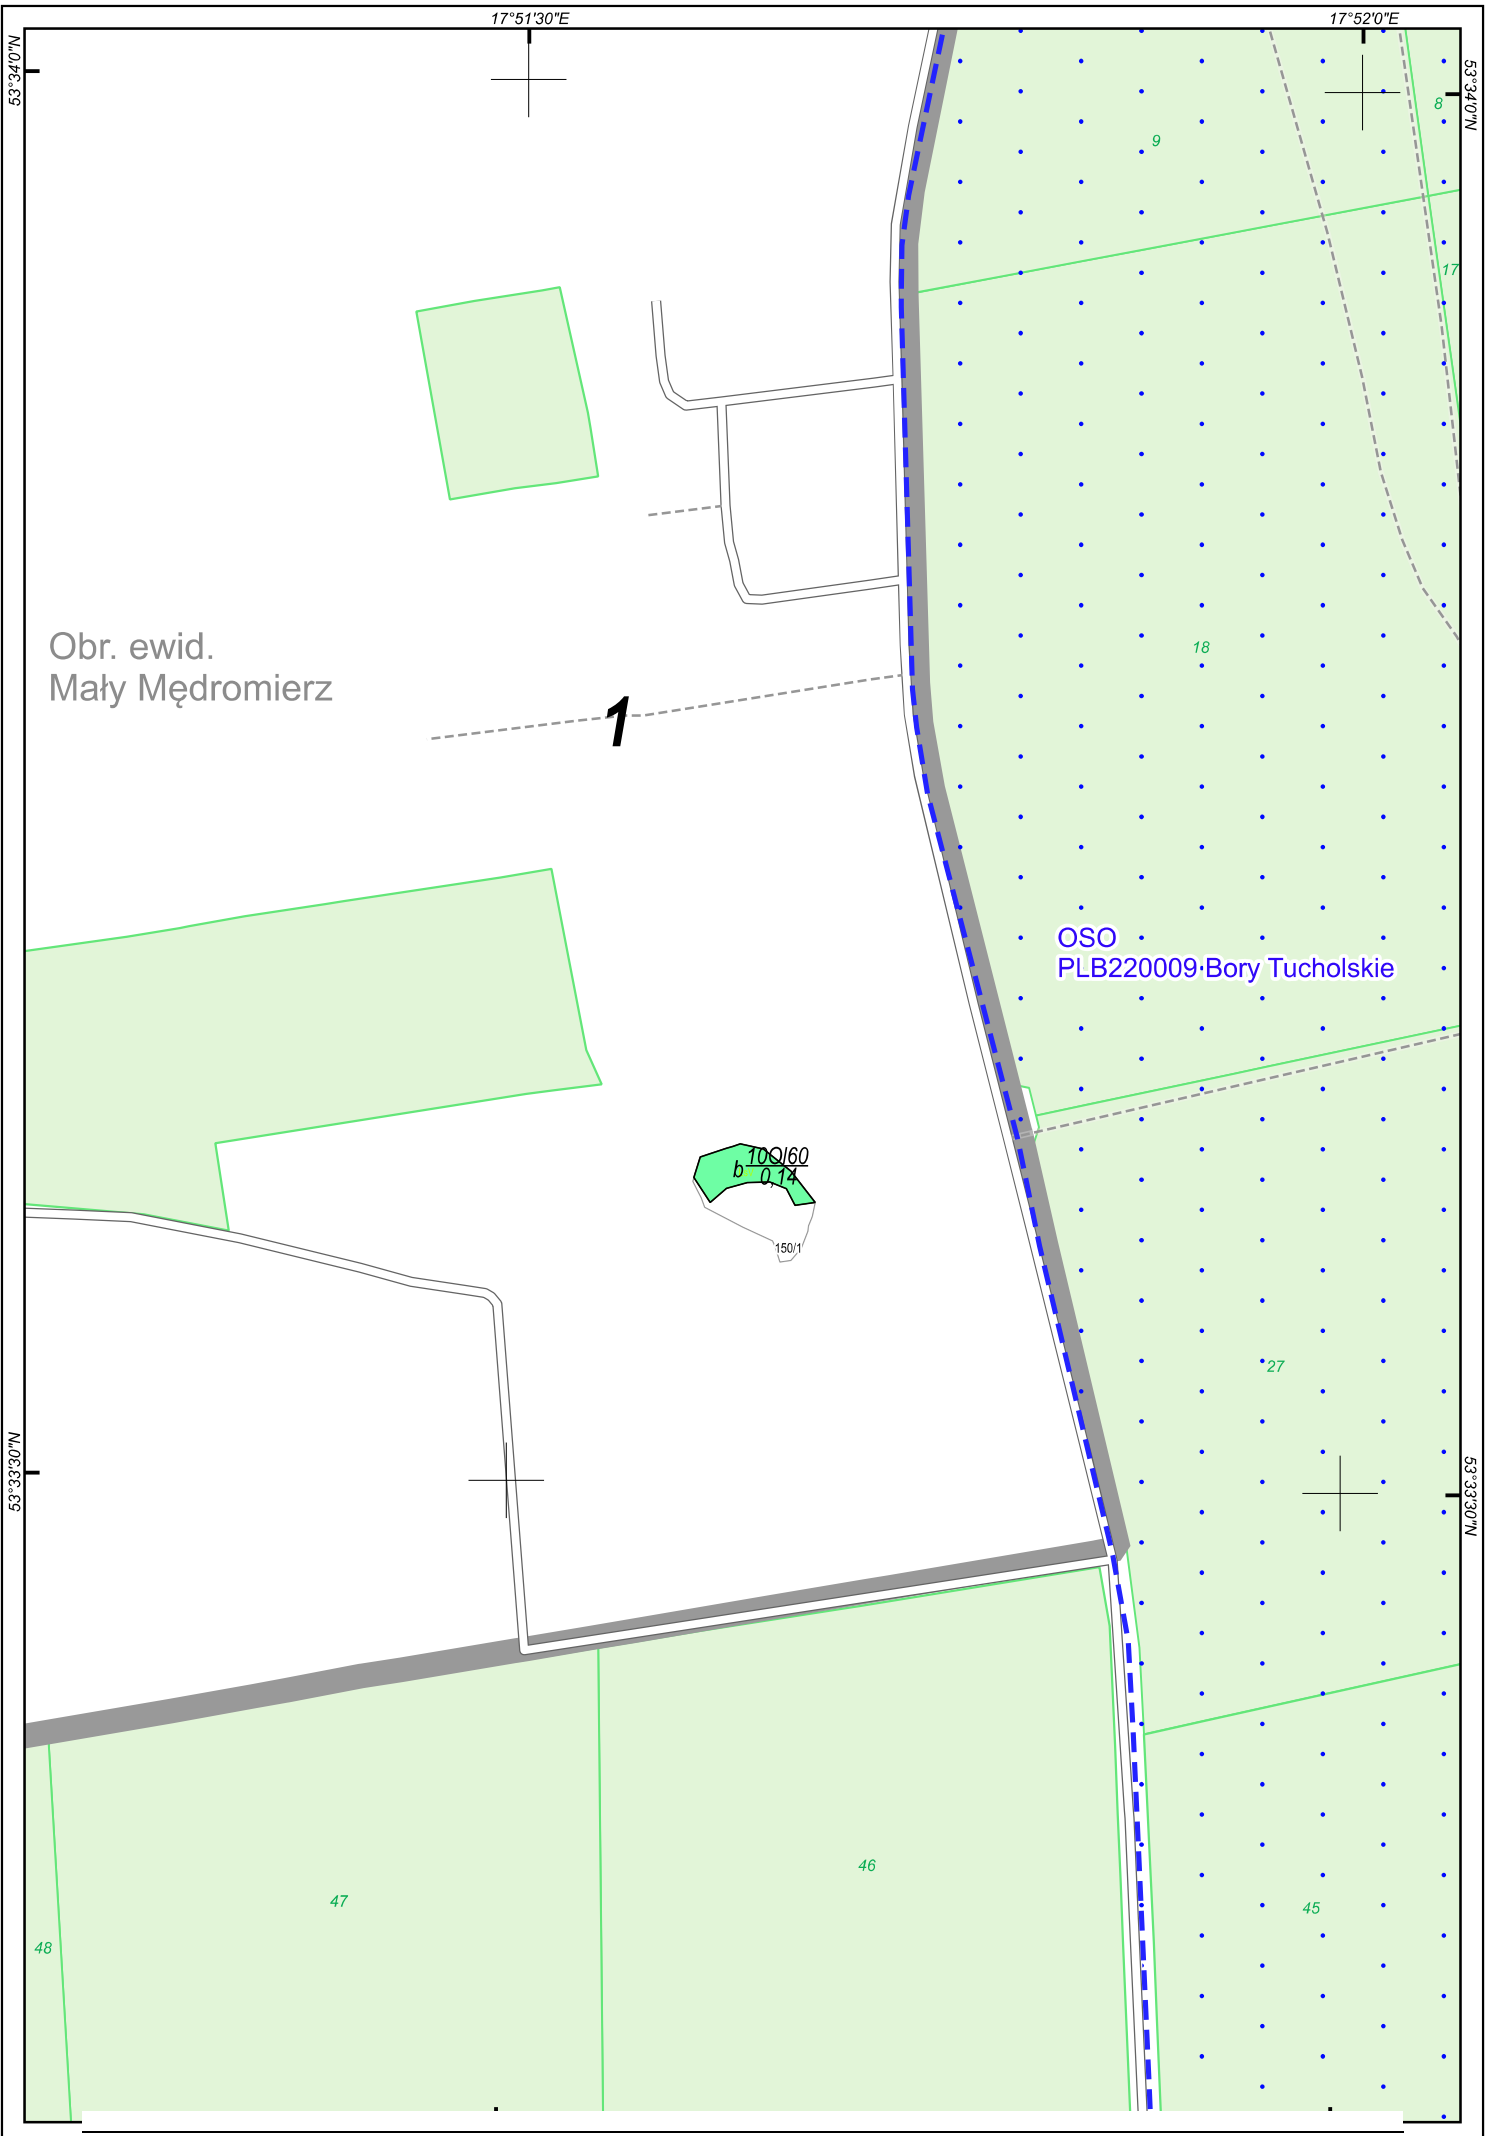 17°51'30"E
17°52'0"E
53°34'0"N
53°34'0"N
8
9
17
Obr. ewid.
Mały Mędromierz
18
1
OSO
PLB220009 Bory Tucholskie
b 10Ol60
0,14
150/1
27
53°33'30"N
53°33'30"N
46
47
45
48